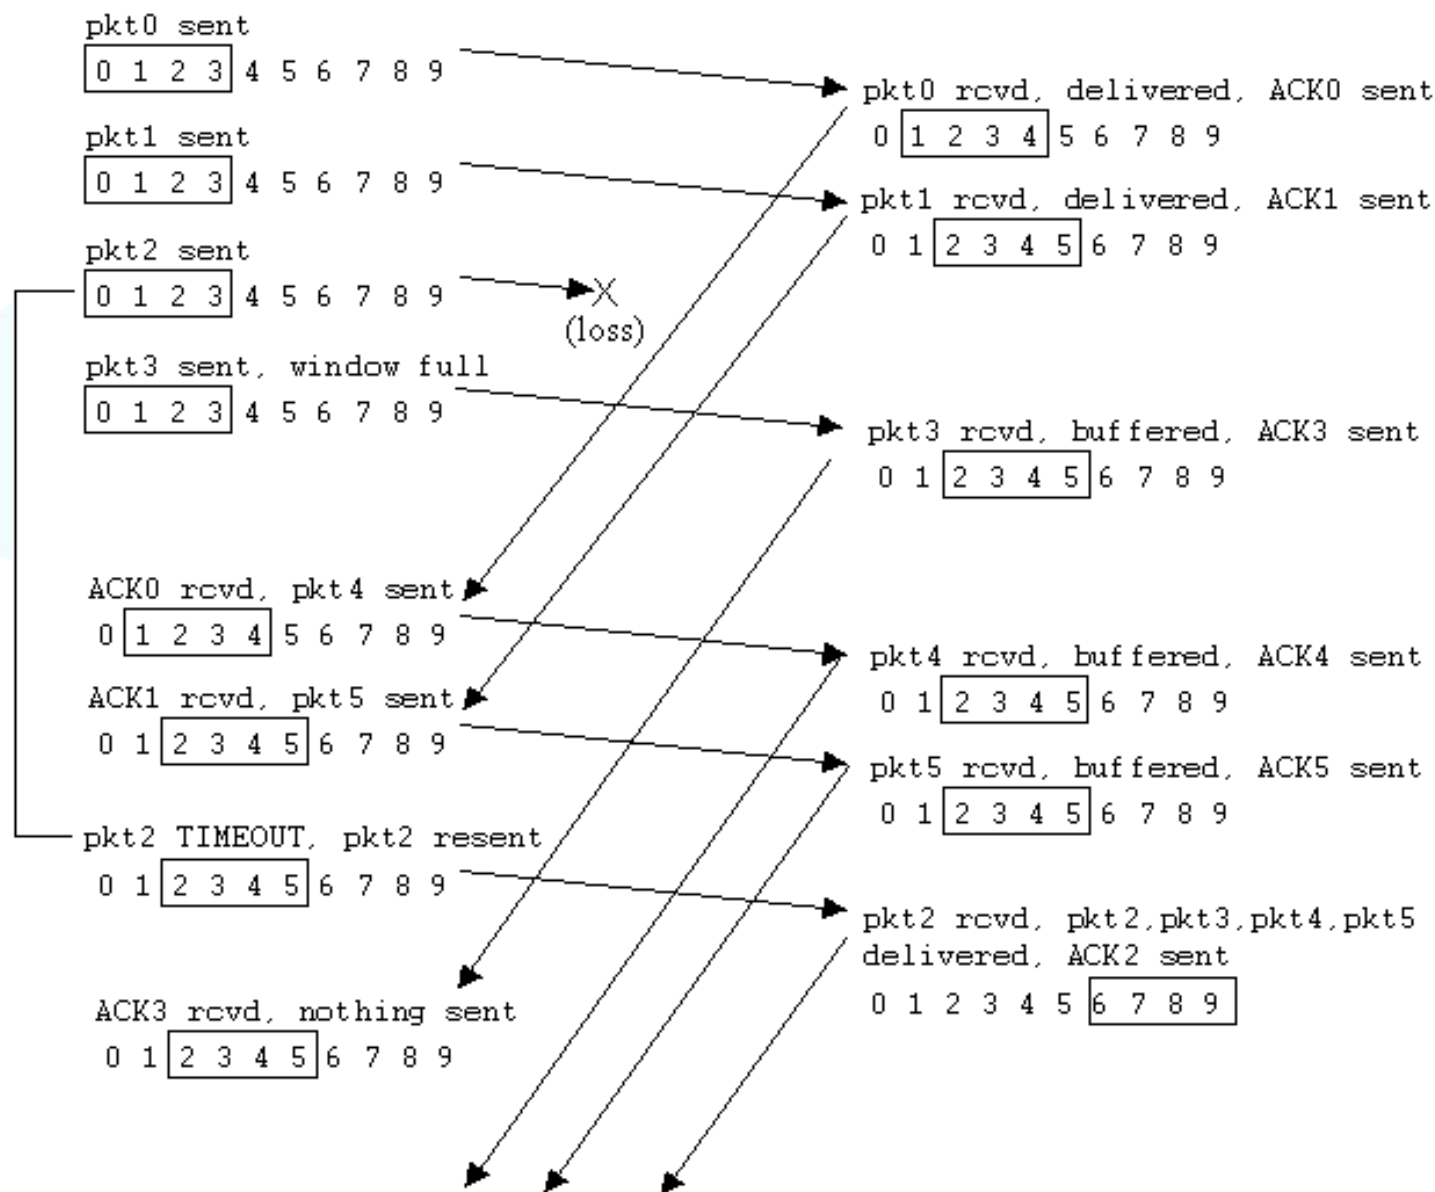 pkt0 sent
0 1 2 3 4 5 6 7 8 9
pkt0 rcvd, delivered, ACK0 sent
0 1 2 3 4 5 6 7 8 9
pkt1 sent
0 1 2 3 4 5 6 7 8 9
pkt1 rcvd, delivered, ACK1 sent
0 1 2 3 4 5 6 7 8 9
pkt2 sent
0 1 2 3 4 5 6 7 8 9
X
(loss)
pkt3 sent, window full
0 1 2 3 4 5 6 7 8 9
pkt3 rcvd, buffered, ACK3 sent
0 1 2 3 4 5 6 7 8 9
ACK0 rcvd, pkt4 sent
0 1 2 3 4 5 6 7 8 9
pkt4 rcvd, buffered, ACK4 sent
0 1 2 3 4 5 6 7 8 9
ACK1 rcvd, pkt5 sent
0 1 2 3 4 5 6 7 8 9
pkt5 rcvd, buffered, ACK5 sent
0 1 2 3 4 5 6 7 8 9
pkt2 TIMEOUT, pkt2 resent
0 1 2 3 4 5 6 7 8 9
pkt2 rcvd, pkt2,pkt3,pkt4,pkt5
delivered, ACK2 sent
0 1 2 3 4 5 6 7 8 9
ACK3 rcvd, nothing sent
0 1 2 3 4 5 6 7 8 9